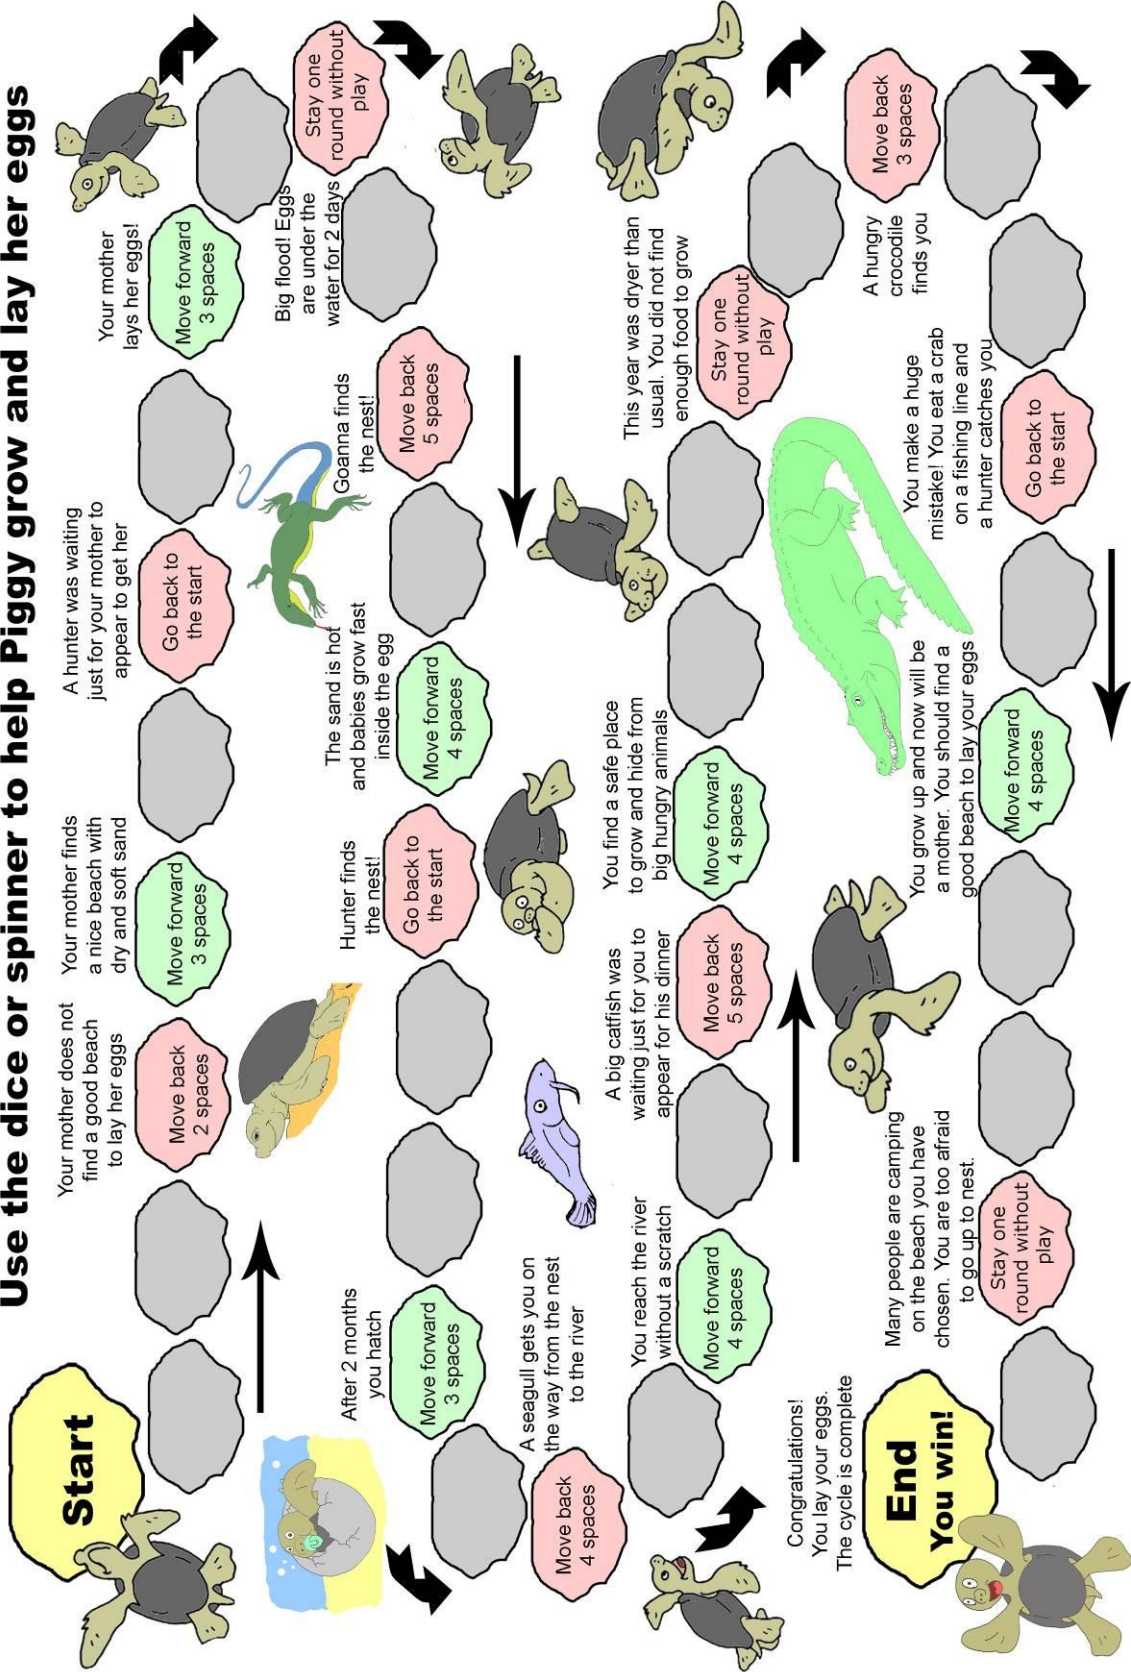 Use the dice or spinner to help Piggy grow and lay her eggs
Start
Your mother does not
find a good beach
to lay her eggs
Move back
2 spaces
Your mother finds
a nice beach with
dry and soft sand
Move forward
3 spaces
A hunter was waiting
just for your mother to
appear to get her
Go back to
the start
Your mother
lays her eggs!
Move forward
3 spaces
Big flood! Eggs
are under the
water for 2 days
Stay one
round without
play
Goanna finds
the nest!
Move back
5 spaces
The sand is hot
and babies grow fast
inside the egg
Move forward
4 spaces
Hunter finds
the nest!
Go back to
the start
After 2 months
you hatch
Move forward
3 spaces
A seagull gets you on
the way from the nest
to the river
Move back
4 spaces
You reach the river
without a scratch
Move forward
4 spaces
A big catfish was
waiting just for you to
appear for his dinner
Move back
5 spaces
You find a safe place
to grow and hide from
big hungry animals
Move forward
4 spaces
This year was dryer than
usual. You did not find
enough food to grow
Stay one
round without
play
A hungry
crocodile
finds you
Move back
3 spaces
You make a huge
mistake! You eat a crab
on a fishing line and
a hunter catches you
Go back to
the start
You grow up and now will be
a mother. You should find a
good beach to lay your eggs
Move forward
4 spaces
Many people are camping
on the beach you have
chosen. You are too afraid
to go up to nest.
Stay one
round without
play
Congratulations!
You lay your eggs.
The cycle is complete
End
You win!